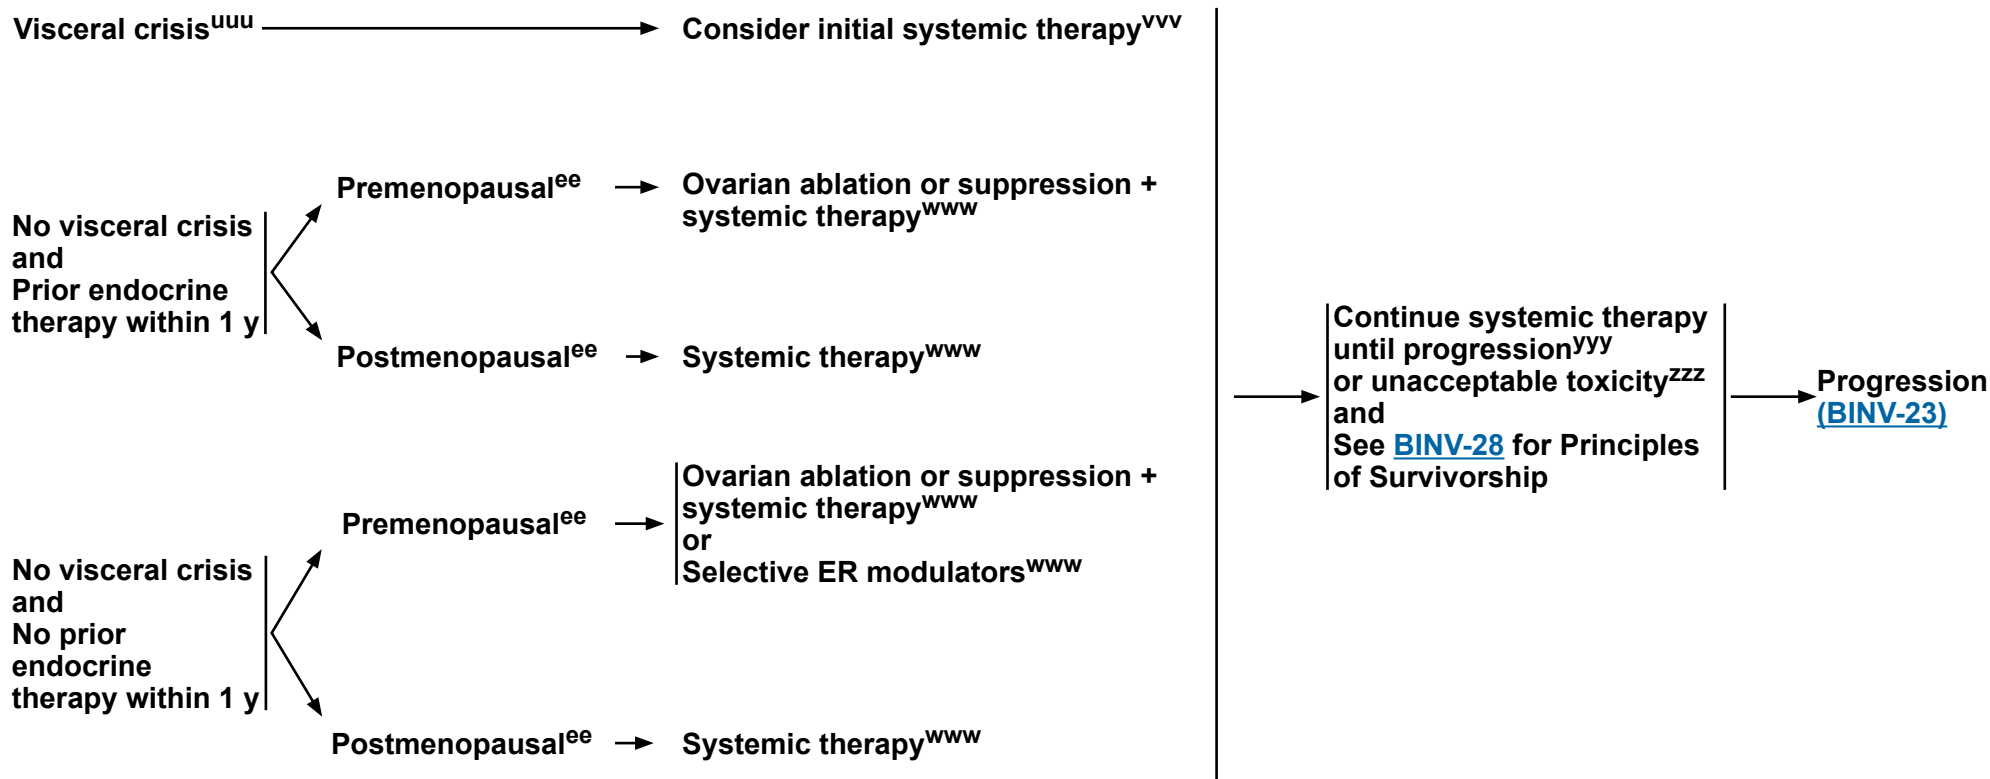 Visceral crisisuuu
Consider initial systemic therapyvvv
No visceral crisis
and
Prior endocrine
therapy within 1 y
Premenopausalee
Ovarian ablation or suppression +
systemic therapywww
Postmenopausalee
Systemic therapywww
No visceral crisis
and
No prior
endocrine
therapy within 1 y
Premenopausalee
Ovarian ablation or suppression +
systemic therapywww
or
Selective ER modulatorswww
Postmenopausalee
Systemic therapywww
Continue systemic therapy
until progressionyyy
or unacceptable toxicityzzz
and
See BINV-28 for Principles
of Survivorship
Progression
(BINV-23)